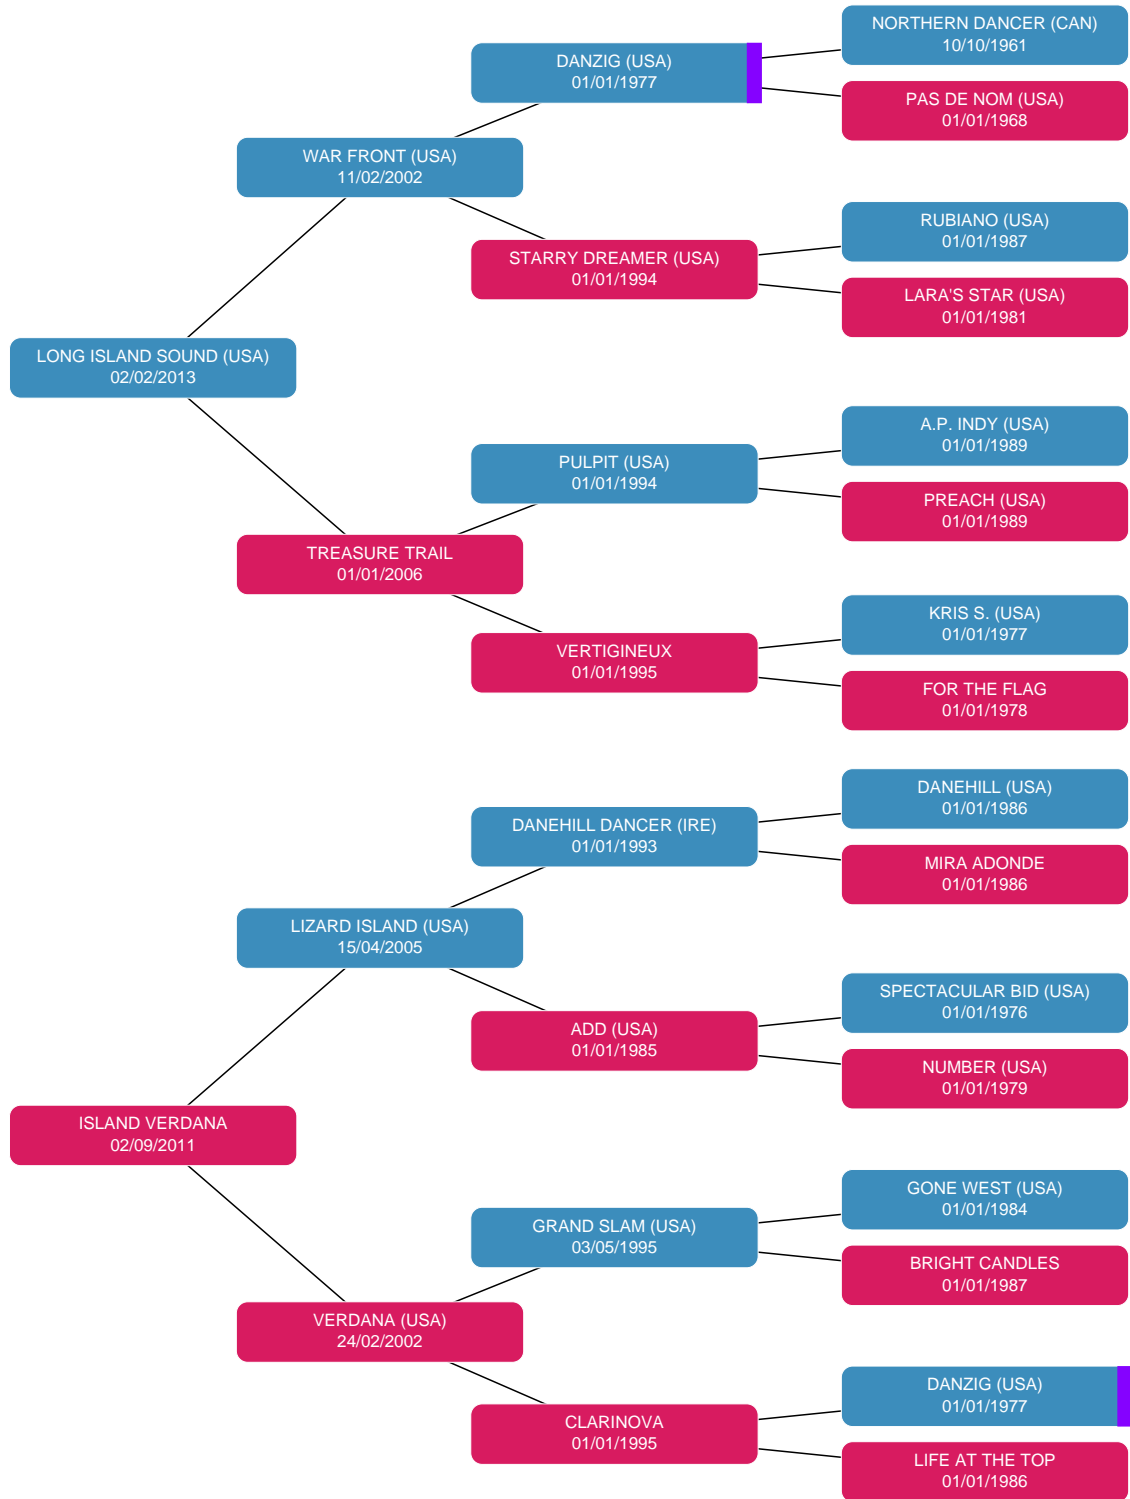 NORTHERN DANCER (CAN)
10/10/1961
DANZIG (USA)
01/01/1977
PAS DE NOM (USA)
01/01/1968
WAR FRONT (USA)
11/02/2002
RUBIANO (USA)
01/01/1987
STARRY DREAMER (USA)
01/01/1994
LARA'S STAR (USA)
01/01/1981
LONG ISLAND SOUND (USA)
02/02/2013
A.P. INDY (USA)
01/01/1989
PULPIT (USA)
01/01/1994
PREACH (USA)
01/01/1989
TREASURE TRAIL
01/01/2006
KRIS S. (USA)
01/01/1977
VERTIGINEUX
01/01/1995
FOR THE FLAG
01/01/1978
DANEHILL (USA)
01/01/1986
DANEHILL DANCER (IRE)
01/01/1993
MIRA ADONDE
01/01/1986
LIZARD ISLAND (USA)
15/04/2005
SPECTACULAR BID (USA)
01/01/1976
ADD (USA)
01/01/1985
NUMBER (USA)
01/01/1979
ISLAND VERDANA
02/09/2011
GONE WEST (USA)
01/01/1984
GRAND SLAM (USA)
03/05/1995
BRIGHT CANDLES
01/01/1987
VERDANA (USA)
24/02/2002
DANZIG (USA)
01/01/1977
CLARINOVA
01/01/1995
LIFE AT THE TOP
01/01/1986